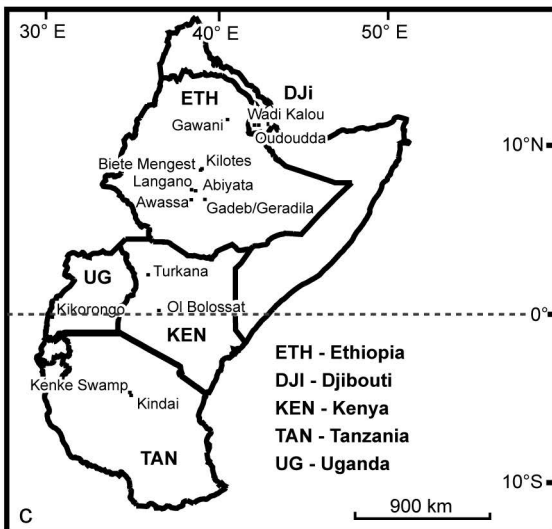 30° E 40° E 50° E
ETH DJi
Wadi Kalou
Gawani
Oudoudda
10°N
Biete Mengest Kilotes
Langano Abiyata
Awassa Gadeb/Geradila
Turkana
UG
Kikorongo Ol Bolossat
0°
KEN
ETH - Ethiopia
DJI - Djibouti
Kenke Swamp KEN - Kenya
Kindai
TAN - Tanzania
TAN UG - Uganda
10°S
C 900 km